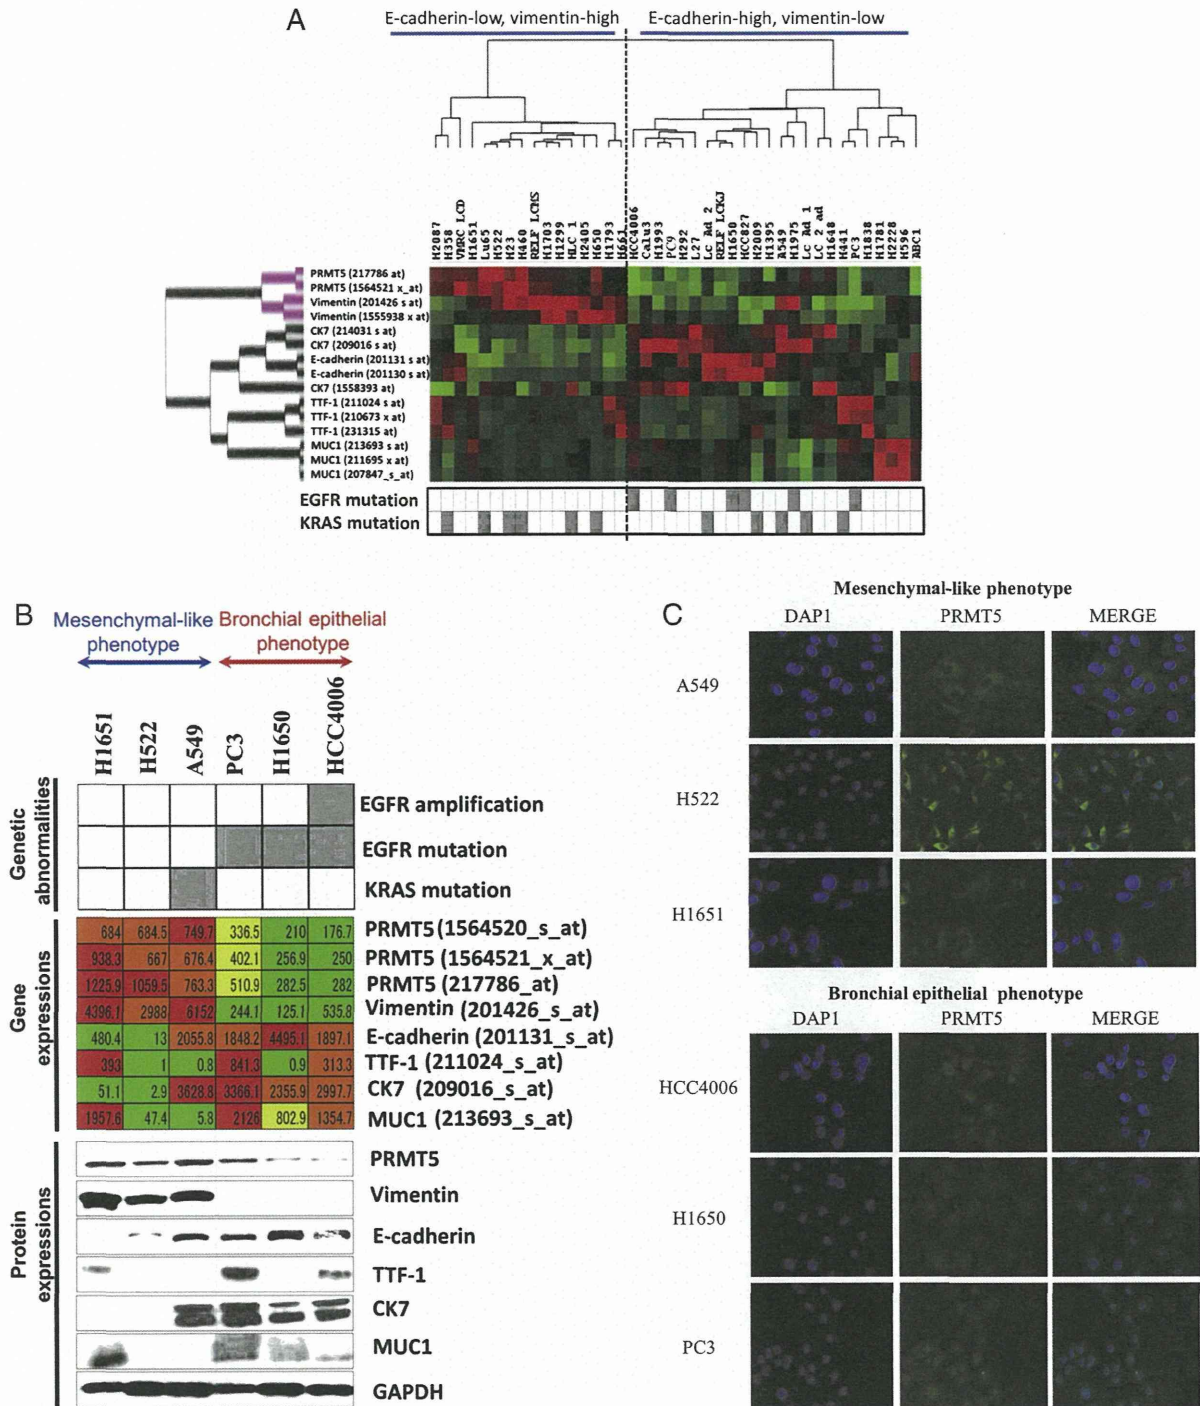 A
E-cadherin-low, vimentin-high
E-cadherin-high, vimentin-low
H2087
H358
VMRC LCD
H1651
Lu65
H522
H23
H460
RELF LCMS
H1703
H1299
HLC 1
H2405
H650
H1793
H661
HCC4006
Calu3
H1993
PC9
H292
L27
Lc Ad 2
RELF LCKJ
H1650
HCC827
H2009
H1395
A549
H1975
Lc Ad 1
LC 2 ad
H1648
H441
PC3
H1838
H1781
H2228
H596
ABC1
PRMT5 (217786 at)
PRMT5 (1564521 x_at)
Vimentin (201426 s at)
Vimentin (1555938 x at)
CK7 (214031 s at)
CK7 (209016 s at)
E-cadherin (201131 s at)
E-cadherin (201130 s at)
CK7 (1558393 at)
TTF-1 (211024 s at)
TTF-1 (210673 x at)
TTF-1 (231315 at)
MUC1 (213693 s at)
MUC1 (211695 x at)
MUC1 (207847_s_at)
EGFR mutation
KRAS mutation
B
Mesenchymal-like phenotype
Bronchial epithelial phenotype
H1651
H522
A549
PC3
H1650
HCC4006
Genetic abnormalities
EGFR amplification
EGFR mutation
KRAS mutation
Gene expressions
684 684.5 749.7 336.5 210 176.7 PRMT5 (1564520_s_at)
938.3 667 676.4 402.1 256.9 250 PRMT5 (1564521_x_at)
1225.9 1059.5 763.3 510.9 282.5 282 PRMT5 (217786_at)
4396.1 2988 6152 244.1 125.1 535.8 Vimentin (201426_s_at)
480.4 13 2055.8 1848.2 4495.1 1897.1 E-cadherin (201131_s_at)
393 1 0.8 841.3 0.9 313.3 TTF-1 (211024_s_at)
51.1 2.9 3628.8 3366.1 2355.9 2997.7 CK7 (209016_s_at)
1957.6 47.4 5.8 2126 802.9 1354.7 MUC1 (213693_s_at)
Protein expressions
PRMT5
Vimentin
E-cadherin
TTF-1
CK7
MUC1
GAPDH
C
Mesenchymal-like phenotype
DAP1 PRMT5 MERGE
A549
H522
H1651
Bronchial epithelial phenotype
DAP1 PRMT5 MERGE
HCC4006
H1650
PC3